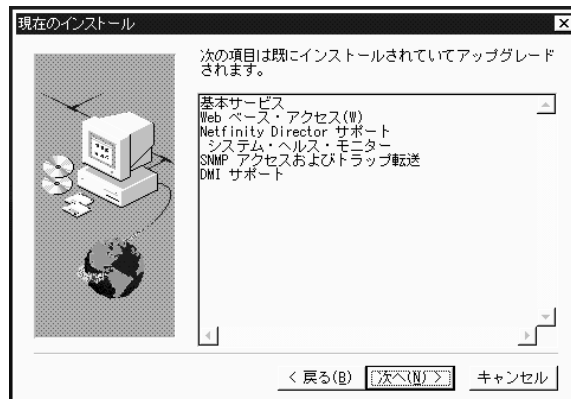 現在のインストール
次の項目は既にインストールされていてアップグレード
されます。
基本サービス
Web ベース・アクセス(W)
Netfinity Director サポート
システム・ヘルス・モニター
SNMP アクセスおよびトラップ転送
DMI サポート
< 戻る(B) 次へ(N) > キャンセル